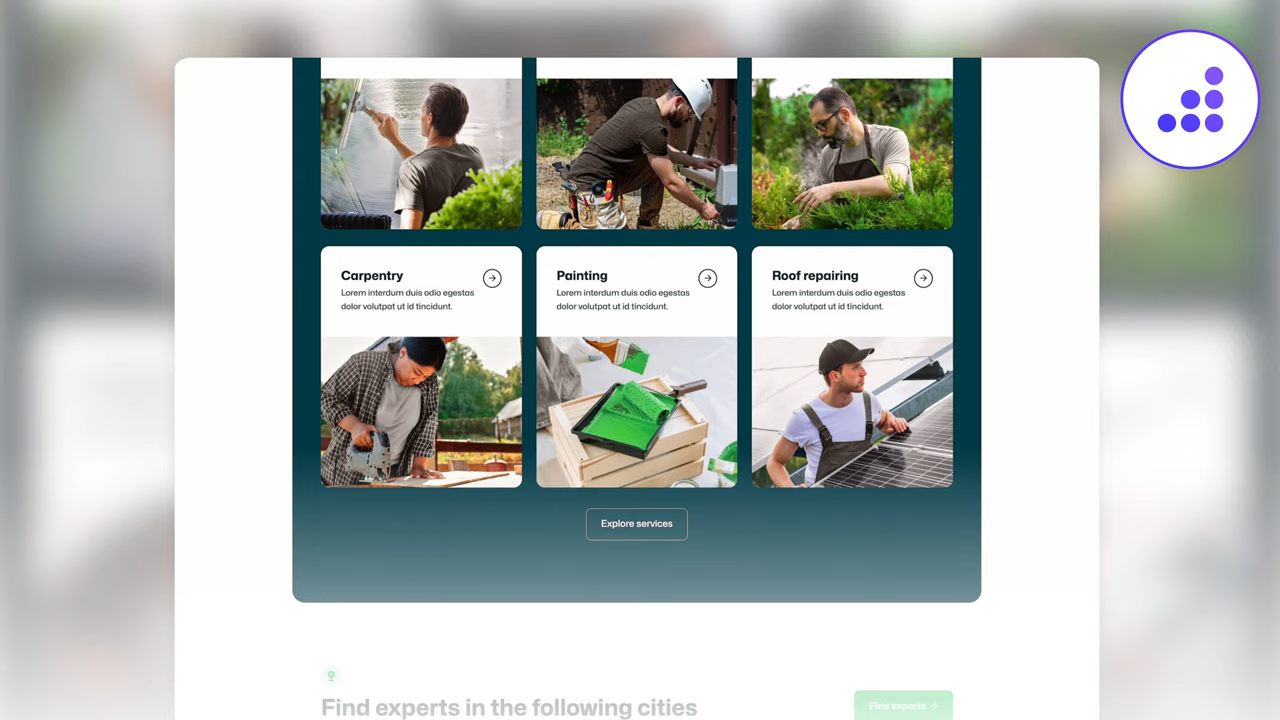 Carpentry
Lorem interdum duis odio egestas
dolor volutpat ut id tincidunt.
Painting
Lorem interdum duis odio egestas
dolor volutpat ut id tincidunt.
Roof repairing
Lorem interdum duis odio egestas
dolor volutpat ut id tincidunt.
Explore services
Find experts in the following cities
Find experts →